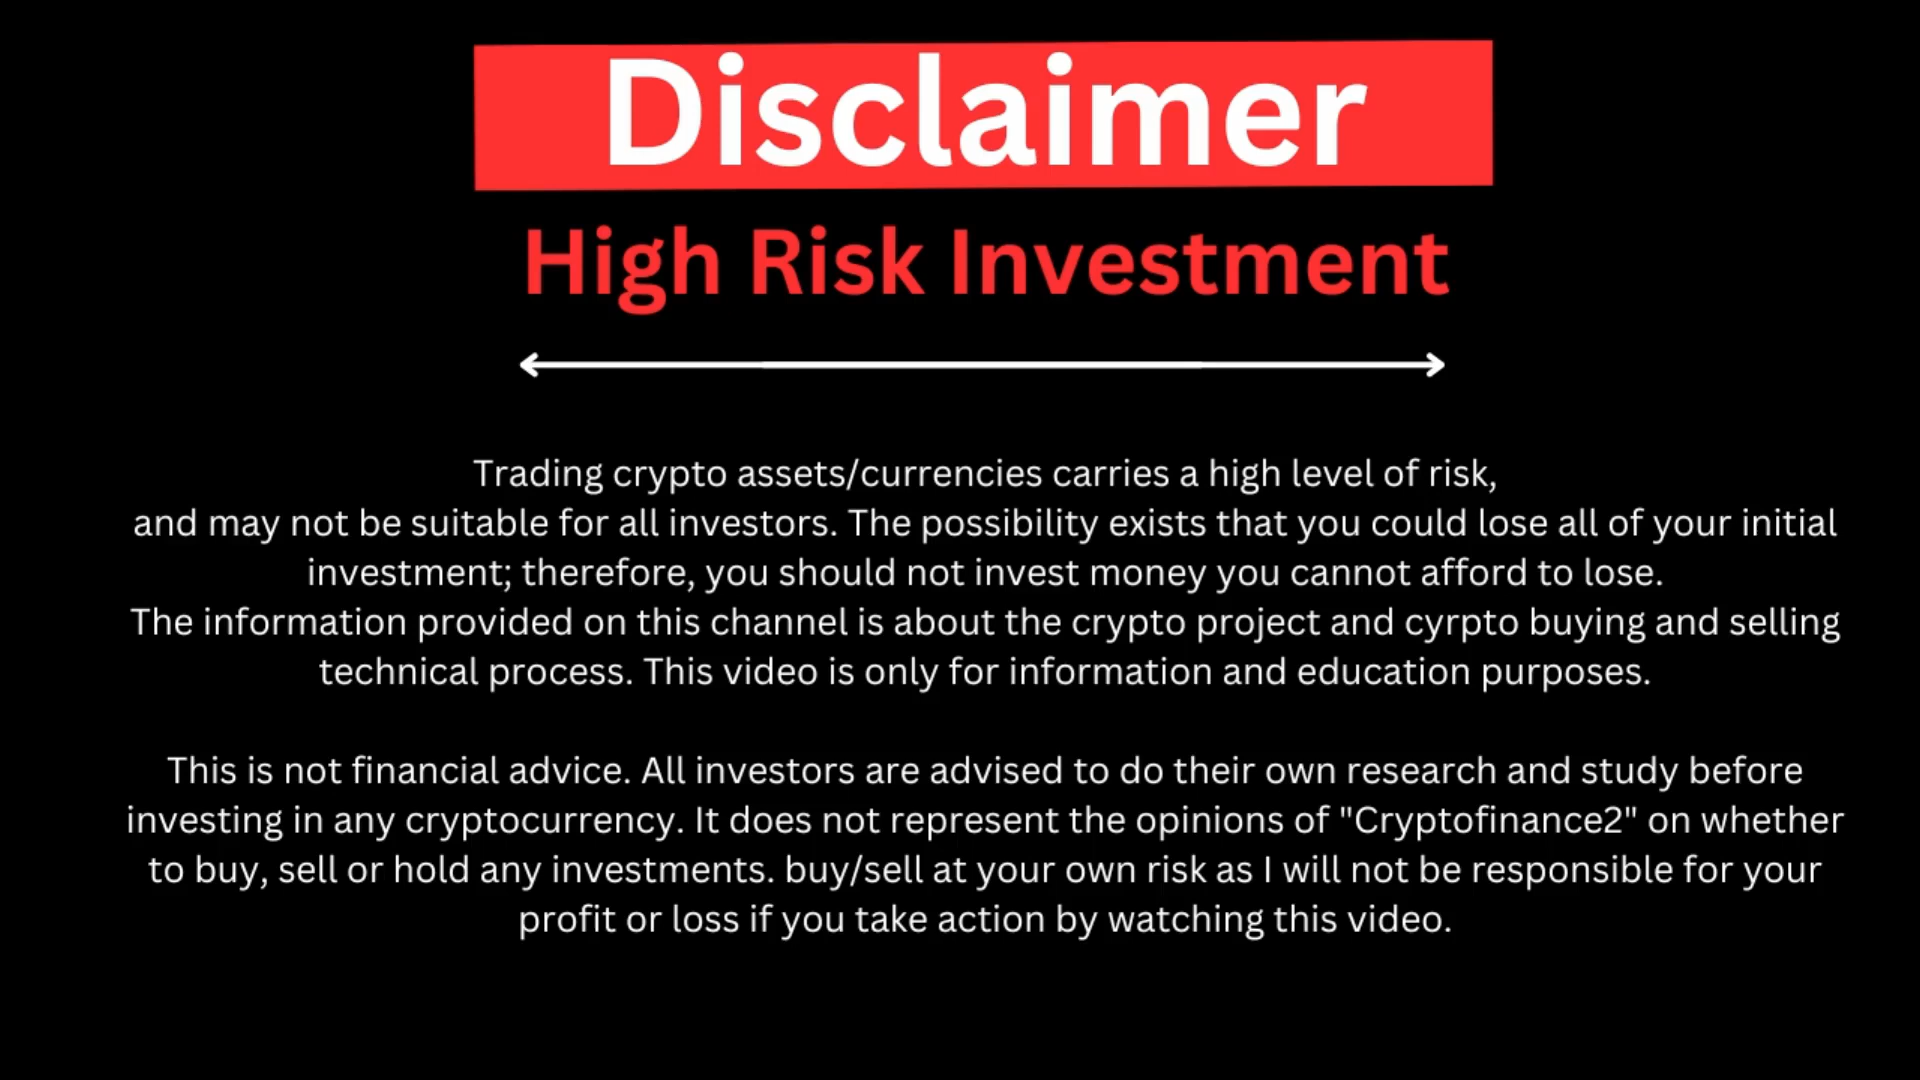 Disclaimer
High Risk Investment
Trading crypto assets/currencies carries a high level of risk,
and may not be suitable for all investors. The possibility exists that you could lose all of your initial
investment; therefore, you should not invest money you cannot afford to lose.
The information provided on this channel is about the crypto project and cyrpto buying and selling
technical process. This video is only for information and education purposes.
This is not financial advice. All investors are advised to do their own research and study before
investing in any cryptocurrency. It does not represent the opinions of "Cryptofinance2" on whether
to buy, sell or hold any investments. buy/sell at your own risk as I will not be responsible for your
profit or loss if you take action by watching this video.